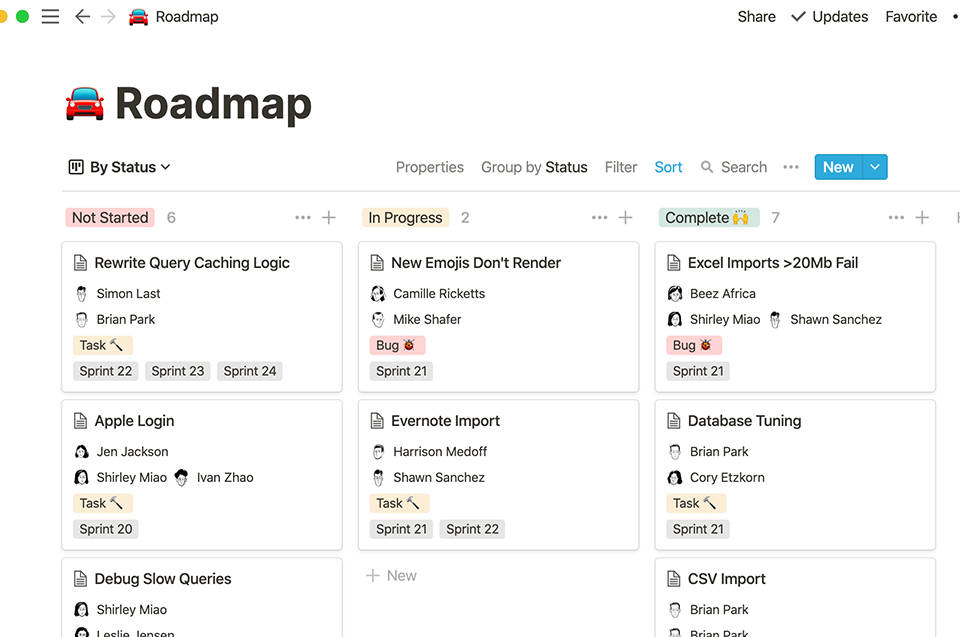 Roadmap Share Updates Favorite
Roadmap
By Status Properties Group by Status Filter Sort Search New
Not Started 6
Rewrite Query Caching Logic
Simon Last
Brian Park
Task
Sprint 22 Sprint 23 Sprint 24
Apple Login
Jen Jackson
Shirley Miao Ivan Zhao
Task
Sprint 20
Debug Slow Queries
Shirley Miao
Leslie Jensen
In Progress 2
New Emojis Don't Render
Camille Ricketts
Mike Shafer
Bug
Sprint 21
Evernote Import
Harrison Medoff
Shawn Sanchez
Task
Sprint 21 Sprint 22
New
Complete 7
Excel Imports >20Mb Fail
Beez Africa
Shirley Miao Shawn Sanchez
Bug
Sprint 21
Database Tuning
Brian Park
Cory Etzkorn
Task
Sprint 21
CSV Import
Brian Park
Brian Park